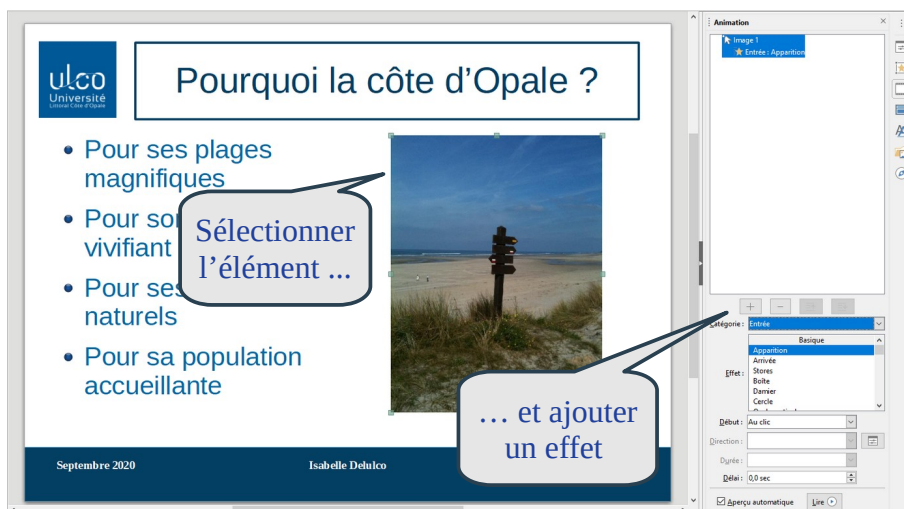 ulco
Université
Littoral Côte d'Opale
Pourquoi la côte d'Opale ?
Pour ses plages
magnifiques
vivifiant
Pour ses
naturels
Pour sa population
accueillante
Sélectionner
l'élément ...
… et ajouter
un effet
Septembre 2020
Isabelle Delulco
Animation
Image 1
Entrée : Apparition
Catégorie :
Entrée
Basique
Effet :
Apparition
Arrivée
Stores
Boîte
Damier
Cercle
Début :
Au clic
Direction :
Durée :
Délai :
0,0 sec
Aperçu automatique
Lire